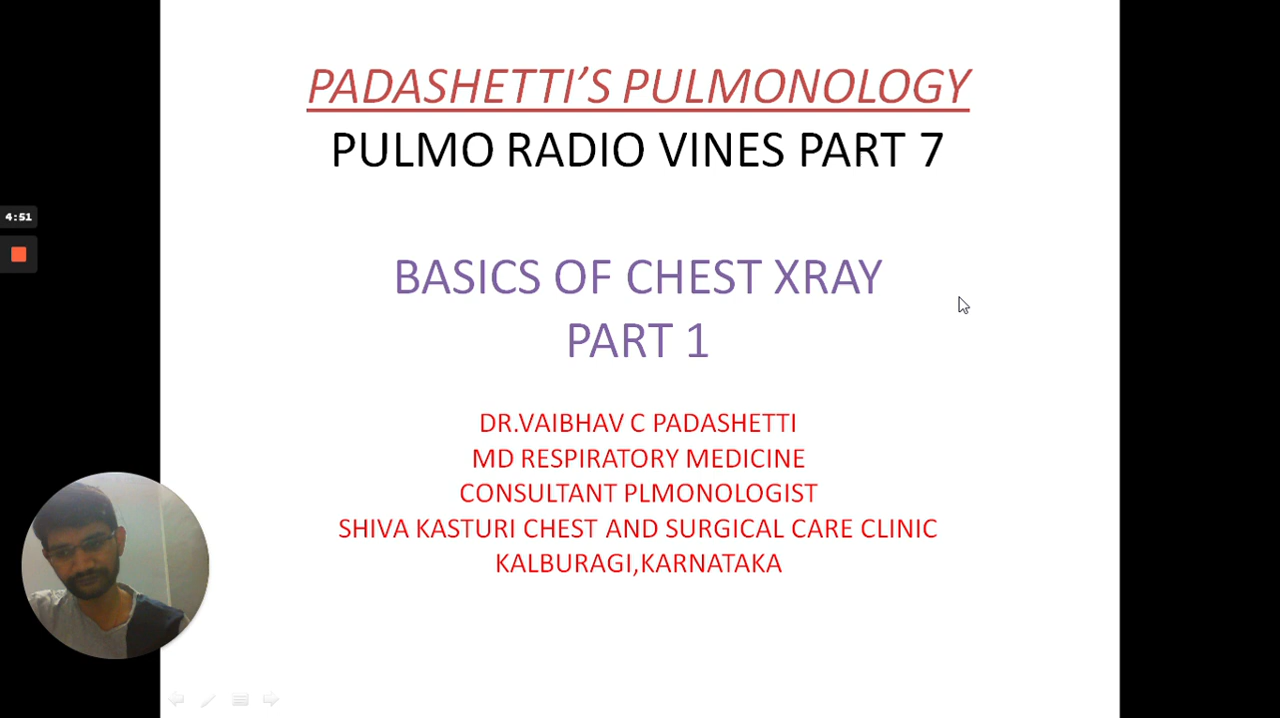 PADASHETTI'S PULMONOLOGY
PULMO RADIO VINES PART 7
4:51
BASICS OF CHEST XRAY
PART 1
DR.VAIBHAV C PADASHETTI
MD RESPIRATORY MEDICINE
CONSULTANT PLMONOLOGIST
SHIVA KASTURI CHEST AND SURGICAL CARE CLINIC
KALBURAGI,KARNATAKA